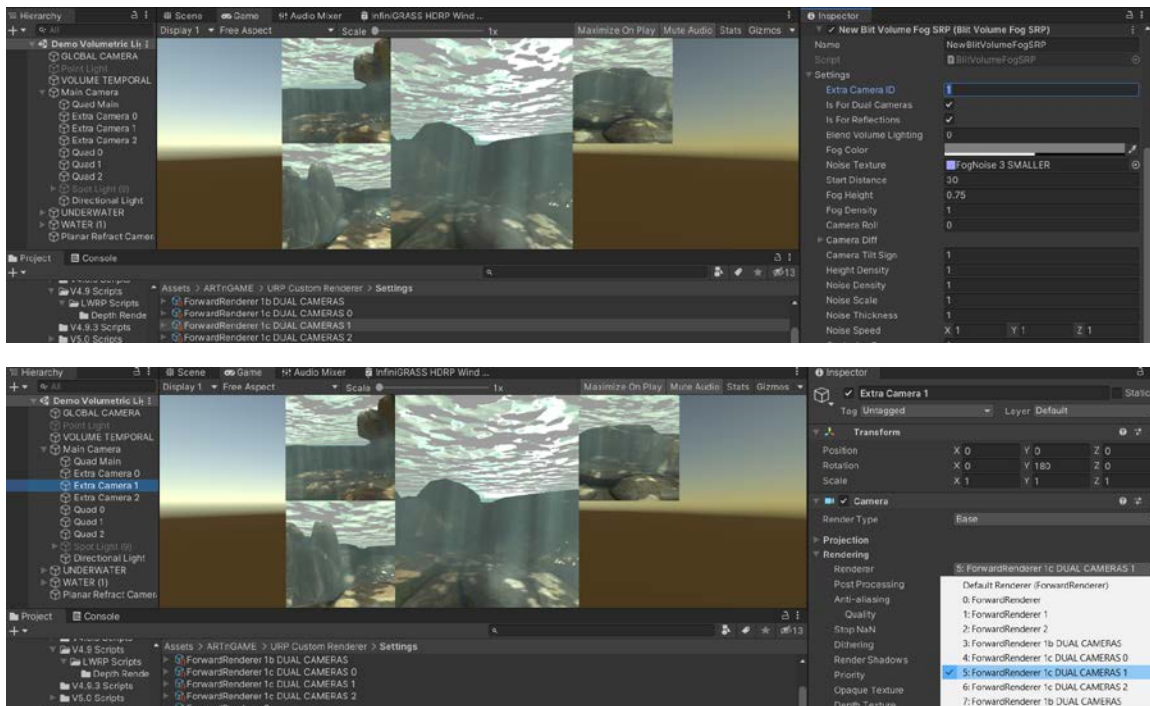 Hierarchy
All
Demo Volumetric Li
GLOBAL CAMERA
Point Light
VOLUME TEMPORAL
Main Camera
Quad Main
Extra Camera 0
Extra Camera 1
Extra Camera 2
Quad 0
Quad 1
Quad 2
Spot Light (9)
Directional Light
UNDERWATER
WATER (1)
Planar Refract Camer
Scene Game Audio Mixer InfiniGRASS HDRP Wind ...
Display 1 Free Aspect Scale 1x Maximize On Play Mute Audio Stats Gizmos
Project Console
13
V4.9 Scripts
LWRP Scripts
Depth Rende
V4.9.3 Scripts
V5.0 Scripts
Assets > ARTnGAME > URP Custom Renderer > Settings
ForwardRenderer 1b DUAL CAMERAS
ForwardRenderer 1c DUAL CAMERAS 0
ForwardRenderer 1c DUAL CAMERAS 1
ForwardRenderer 1c DUAL CAMERAS 2
Inspector
New Blit Volume Fog SRP (Blit Volume Fog SRP)
Name NewBlitVolumeFogSRP
Script BlitVolumeFogSRP
Settings
Extra Camera ID 1
Is For Dual Cameras
Is For Reflections
Blend Volume Lighting 0
Fog Color
Noise Texture FogNoise 3 SMALLER
Start Distance 30
Fog Height 0.75
Fog Density 1
Camera Roll 0
Camera Diff
Camera Tilt Sign 1
Height Density 1
Noise Density 1
Noise Scale 1
Noise Thickness 1
Noise Speed X 1 Y 1 Z 1
Hierarchy
All
Demo Volumetric Li
GLOBAL CAMERA
Point Light
VOLUME TEMPORAL
Main Camera
Quad Main
Extra Camera 0
Extra Camera 1
Extra Camera 2
Quad 0
Quad 1
Quad 2
Spot Light (9)
Directional Light
UNDERWATER
WATER (1)
Planar Refract Camer
Scene Game Audio Mixer InfiniGRASS HDRP Wind ...
Display 1 Free Aspect Scale 1x Maximize On Play Mute Audio Stats Gizmos
Project Console
13
V4.9 Scripts
LWRP Scripts
Depth Rende
V4.9.3 Scripts
V5.0 Scripts
Assets > ARTnGAME > URP Custom Renderer > Settings
ForwardRenderer 1b DUAL CAMERAS
ForwardRenderer 1c DUAL CAMERAS 0
ForwardRenderer 1c DUAL CAMERAS 1
ForwardRenderer 1c DUAL CAMERAS 2
Inspector
Extra Camera 1 Static
Tag Untagged Layer Default
Transform
Position X 0 Y 0 Z 0
Rotation X 0 Y 180 Z 0
Scale X 1 Y 1 Z 1
Camera
Render Type Base
Projection
Rendering
Renderer 5: ForwardRenderer 1c DUAL CAMERAS 1
Post Processing Default Renderer (ForwardRenderer)
Anti-aliasing 0: ForwardRenderer
Quality 1: ForwardRenderer 1
Stop NaN 2: ForwardRenderer 2
Dithering 3: ForwardRenderer 1b DUAL CAMERAS
Render Shadows 4: ForwardRenderer 1c DUAL CAMERAS 0
Priority 5: ForwardRenderer 1c DUAL CAMERAS 1
Opaque Texture 6: ForwardRenderer 1c DUAL CAMERAS 2
Depth Texture 7: ForwardRenderer 1b DUAL CAMERAS